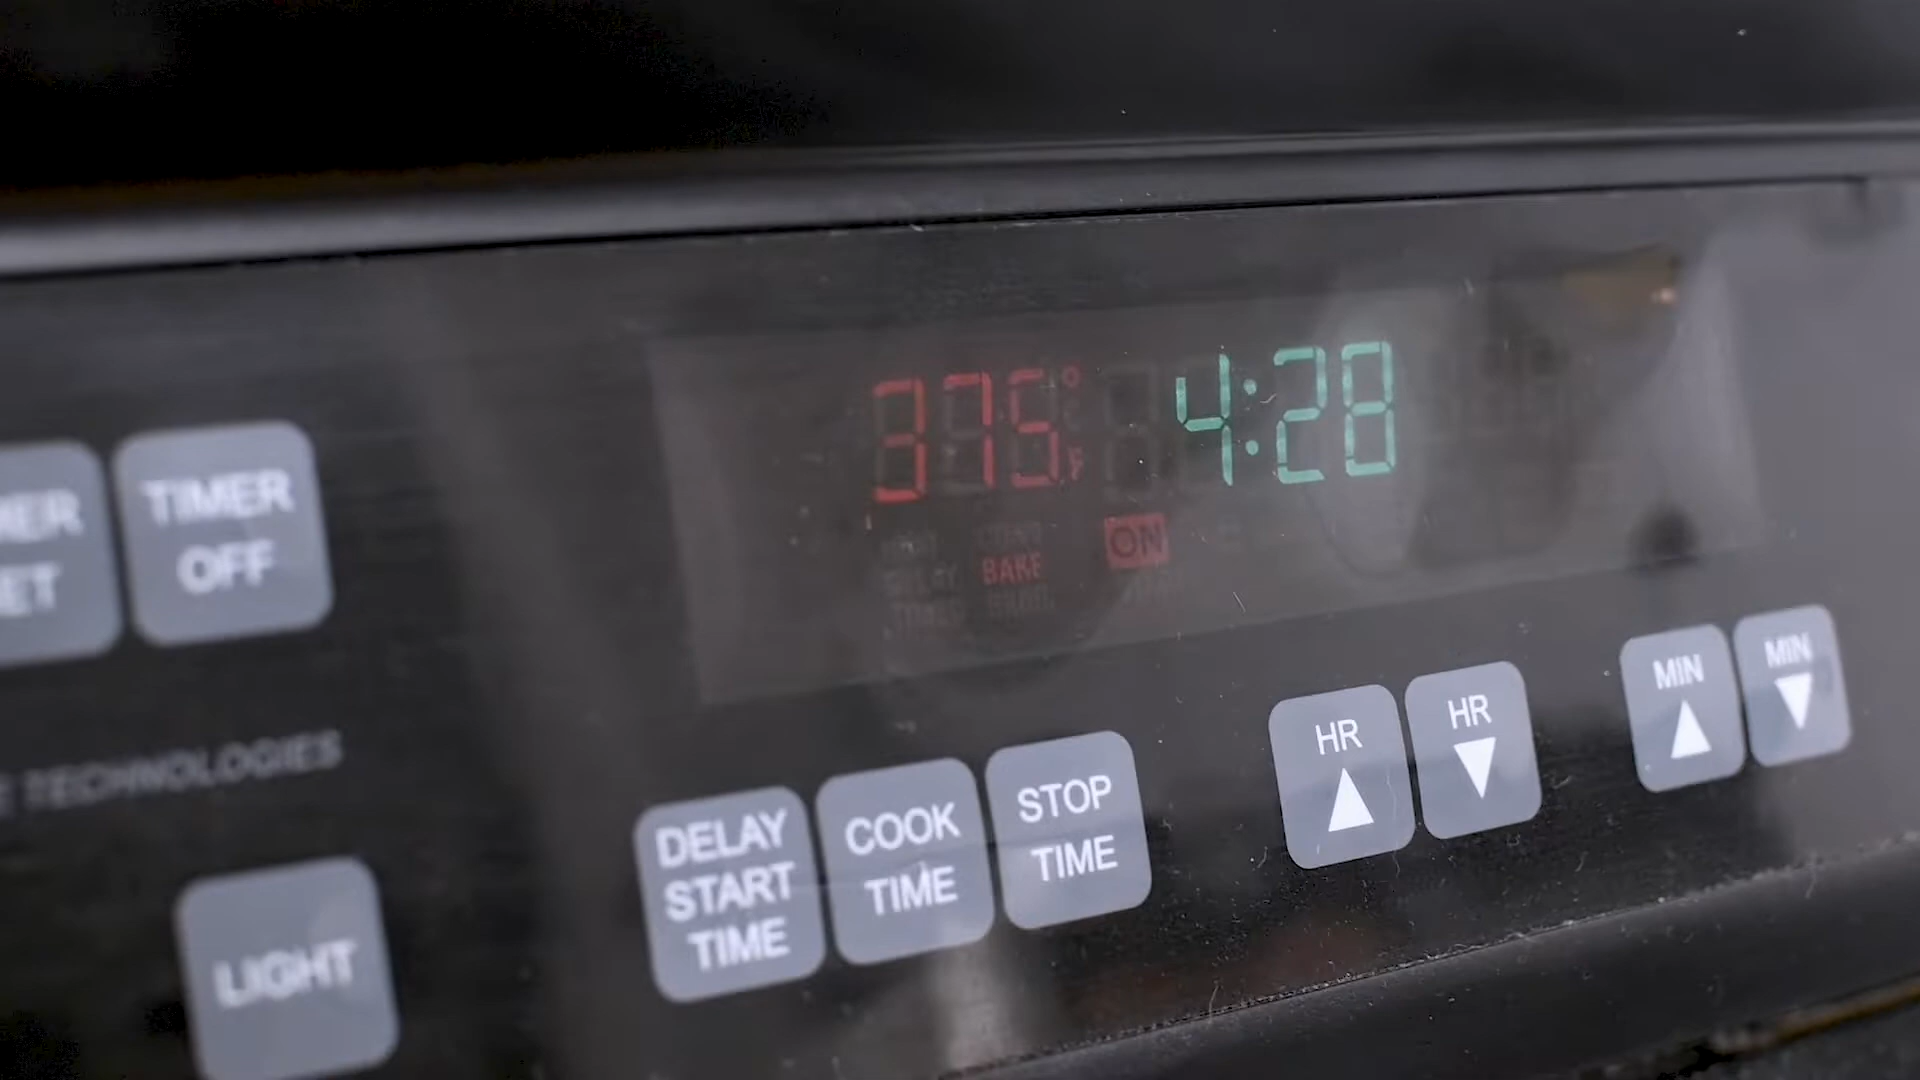 375°F 4:28
BAKE ON
TIMER
OFF
TECHNOLOGIES
LIGHT
DELAY
START
TIME
COOK
TIME
STOP
TIME
HR
▲
HR
▼
MIN
▲
MIN
▼